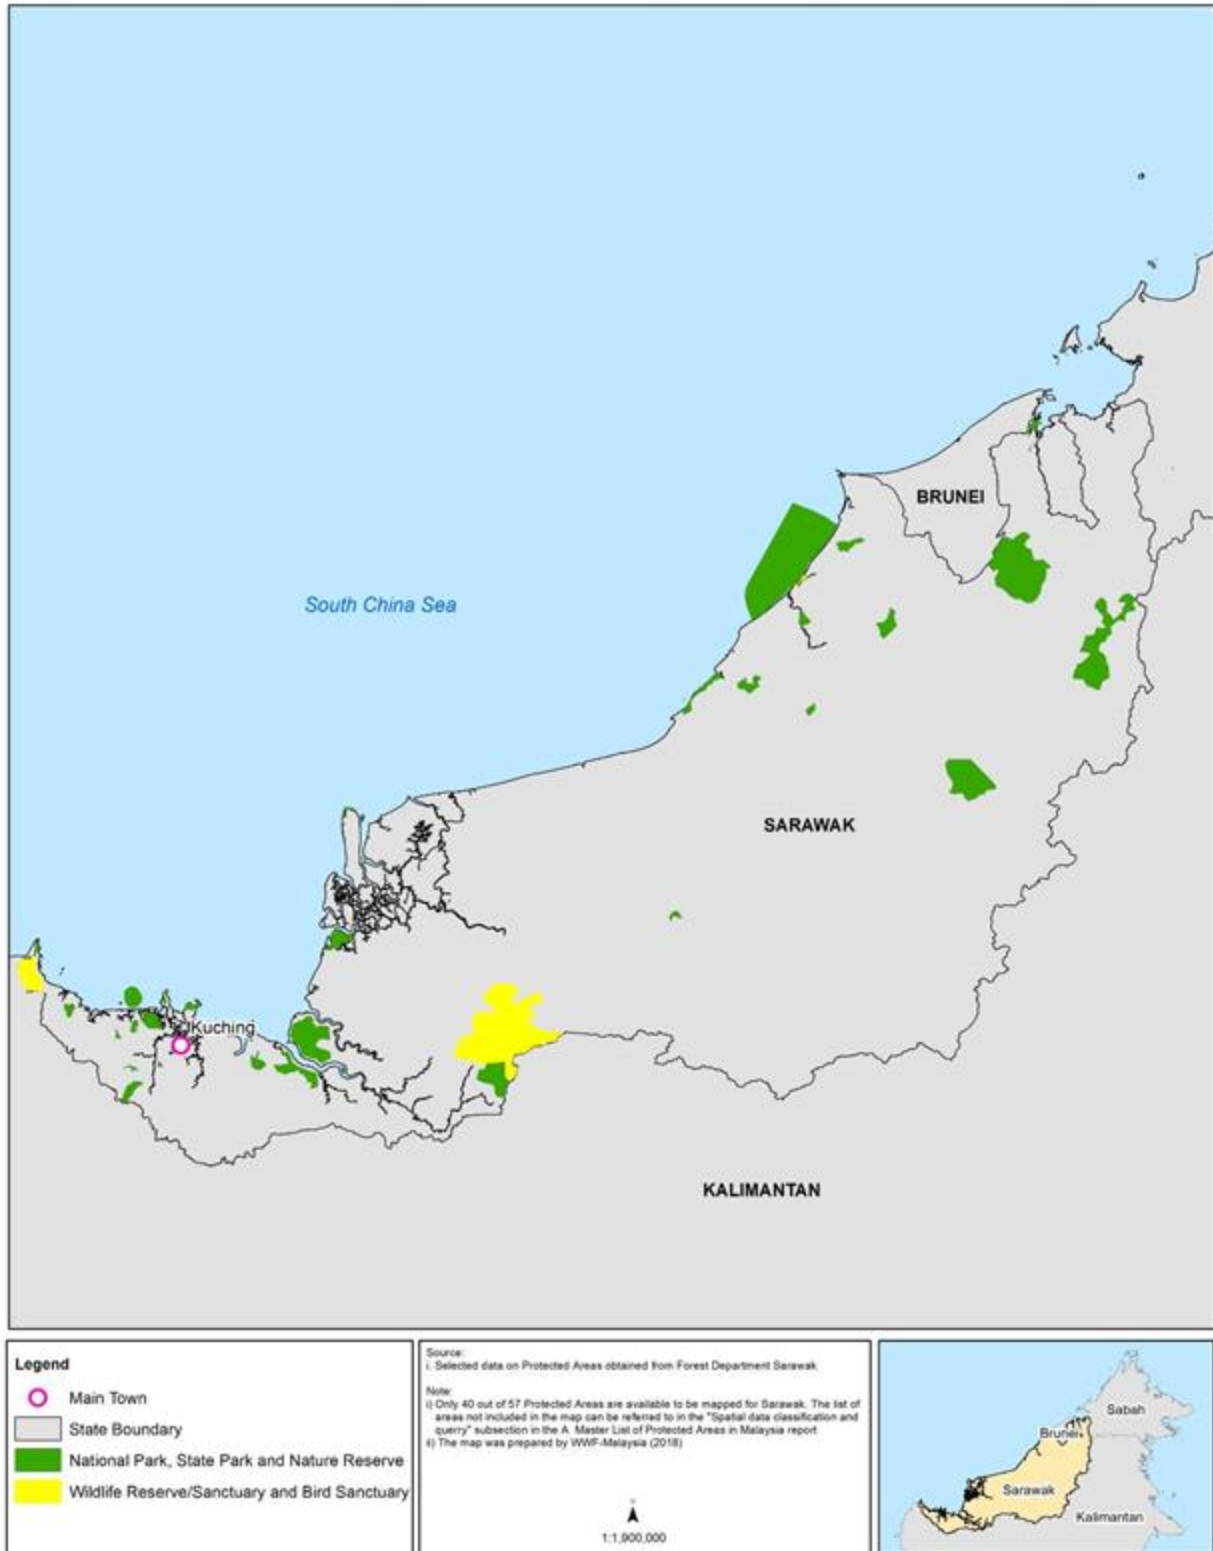 BRUNEI
South China Sea
SARAWAK
Kuching
KALIMANTAN
Legend
Main Town
State Boundary
National Park, State Park and Nature Reserve
Wildlife Reserve/Sanctuary and Bird Sanctuary
Source:
i. Selected data on Protected Areas obtained from Forest Department Sarawak
Note:
i) Only 40 out of 57 Protected Areas are available to be mapped for Sarawak. The list of
areas not included in the map can be referred to in the "Spatial data classification and
querry" subsection in the A Master List of Protected Areas in Malaysia report
ii) The map was prepared by WWF-Malaysia (2018)
1:1,900,000
Sabah
Brunei
Sarawak
Kalimantan